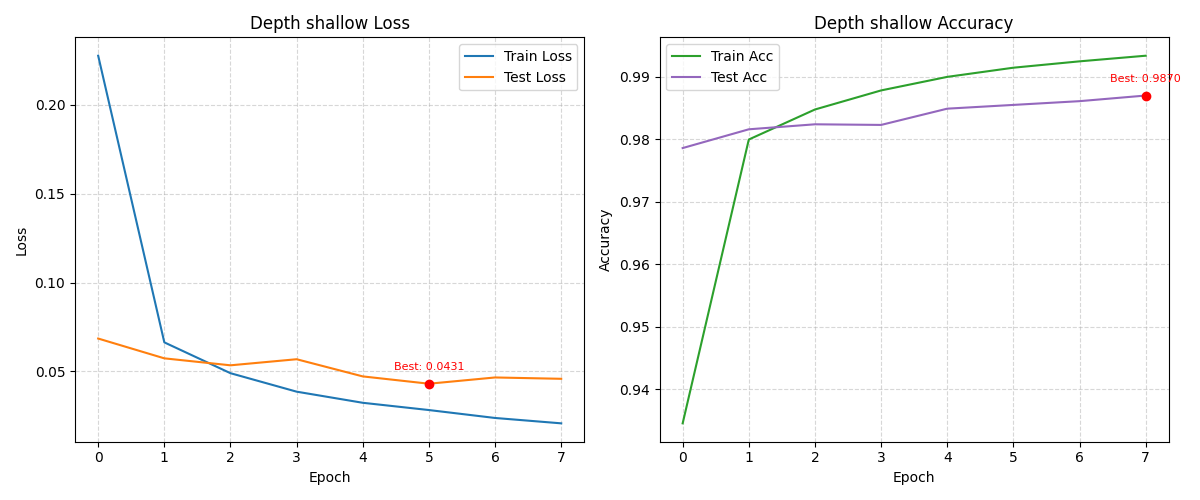 Depth shallow Loss
Train Loss
Test Loss
0.20
0.15
0.10
0.05
Loss
Best: 0.0431
0 1 2 3 4 5 6 7
Epoch
Depth shallow Accuracy
Train Acc
Test Acc
0.99
0.98
0.97
0.96
0.95
0.94
Accuracy
Best: 0.9870
0 1 2 3 4 5 6 7
Epoch